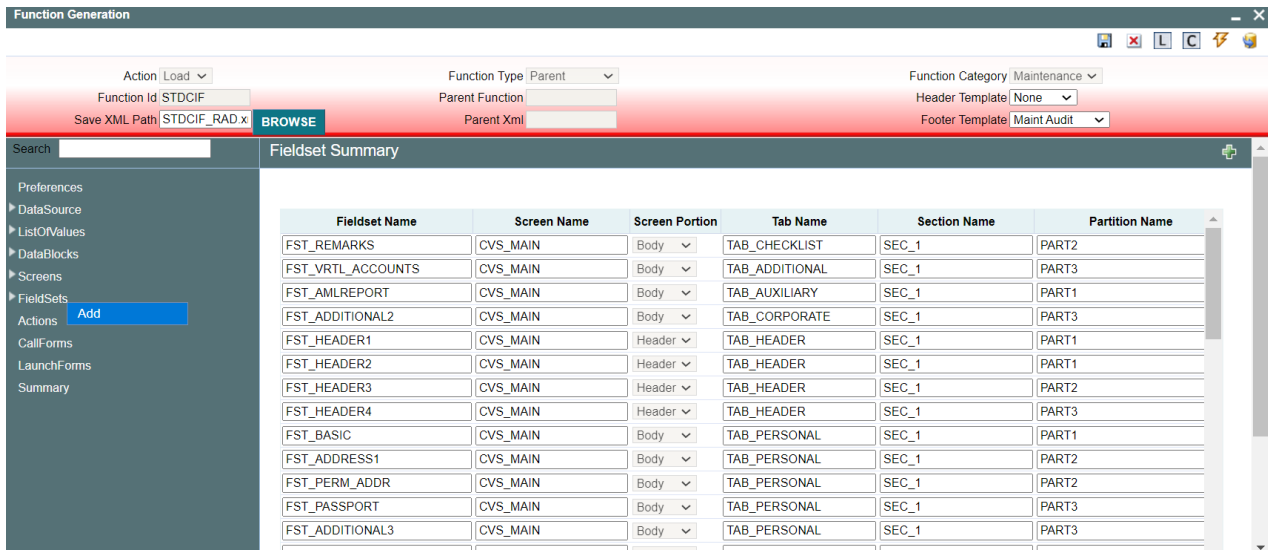 Function Generation
L C
Action Load Function Type Parent Function Category Maintenance
Function Id STDCIF Parent Function Header Template None
Save XML Path STDCIF_RAD.x BROWSE Parent Xml Footer Template Maint Audit
Search Fieldset Summary
Preferences
DataSource
ListOfValues
DataBlocks
Screens
FieldSets
Add
Actions
CallForms
LaunchForms
Summary
Fieldset Name Screen Name Screen Portion Tab Name Section Name Partition Name
FST_REMARKS CVS_MAIN Body TAB_CHECKLIST SEC_1 PART2
FST_VRTL_ACCOUNTS CVS_MAIN Body TAB_ADDITIONAL SEC_1 PART3
FST_AMLREPORT CVS_MAIN Body TAB_AUXILIARY SEC_1 PART1
FST_ADDITIONAL2 CVS_MAIN Body TAB_CORPORATE SEC_1 PART3
FST_HEADER1 CVS_MAIN Header TAB_HEADER SEC_1 PART1
FST_HEADER2 CVS_MAIN Header TAB_HEADER SEC_1 PART1
FST_HEADER3 CVS_MAIN Header TAB_HEADER SEC_1 PART2
FST_HEADER4 CVS_MAIN Header TAB_HEADER SEC_1 PART3
FST_BASIC CVS_MAIN Body TAB_PERSONAL SEC_1 PART1
FST_ADDRESS1 CVS_MAIN Body TAB_PERSONAL SEC_1 PART2
FST_PERM_ADDR CVS_MAIN Body TAB_PERSONAL SEC_1 PART2
FST_PASSPORT CVS_MAIN Body TAB_PERSONAL SEC_1 PART3
FST_ADDITIONAL3 CVS_MAIN Body TAB_PERSONAL SEC_1 PART3